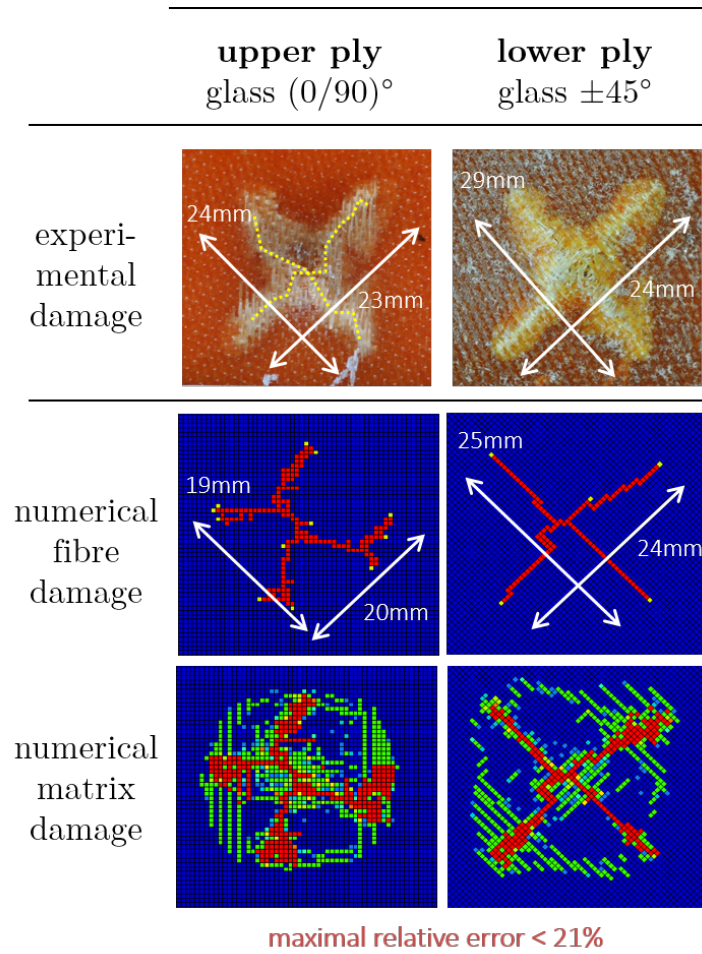 upper ply
glass (0/90)°
lower ply
glass ±45°
experi-
mental
damage
24mm
23mm
29mm
24mm
numerical
fibre
damage
19mm
20mm
25mm
24mm
numerical
matrix
damage
maximal relative error < 21%